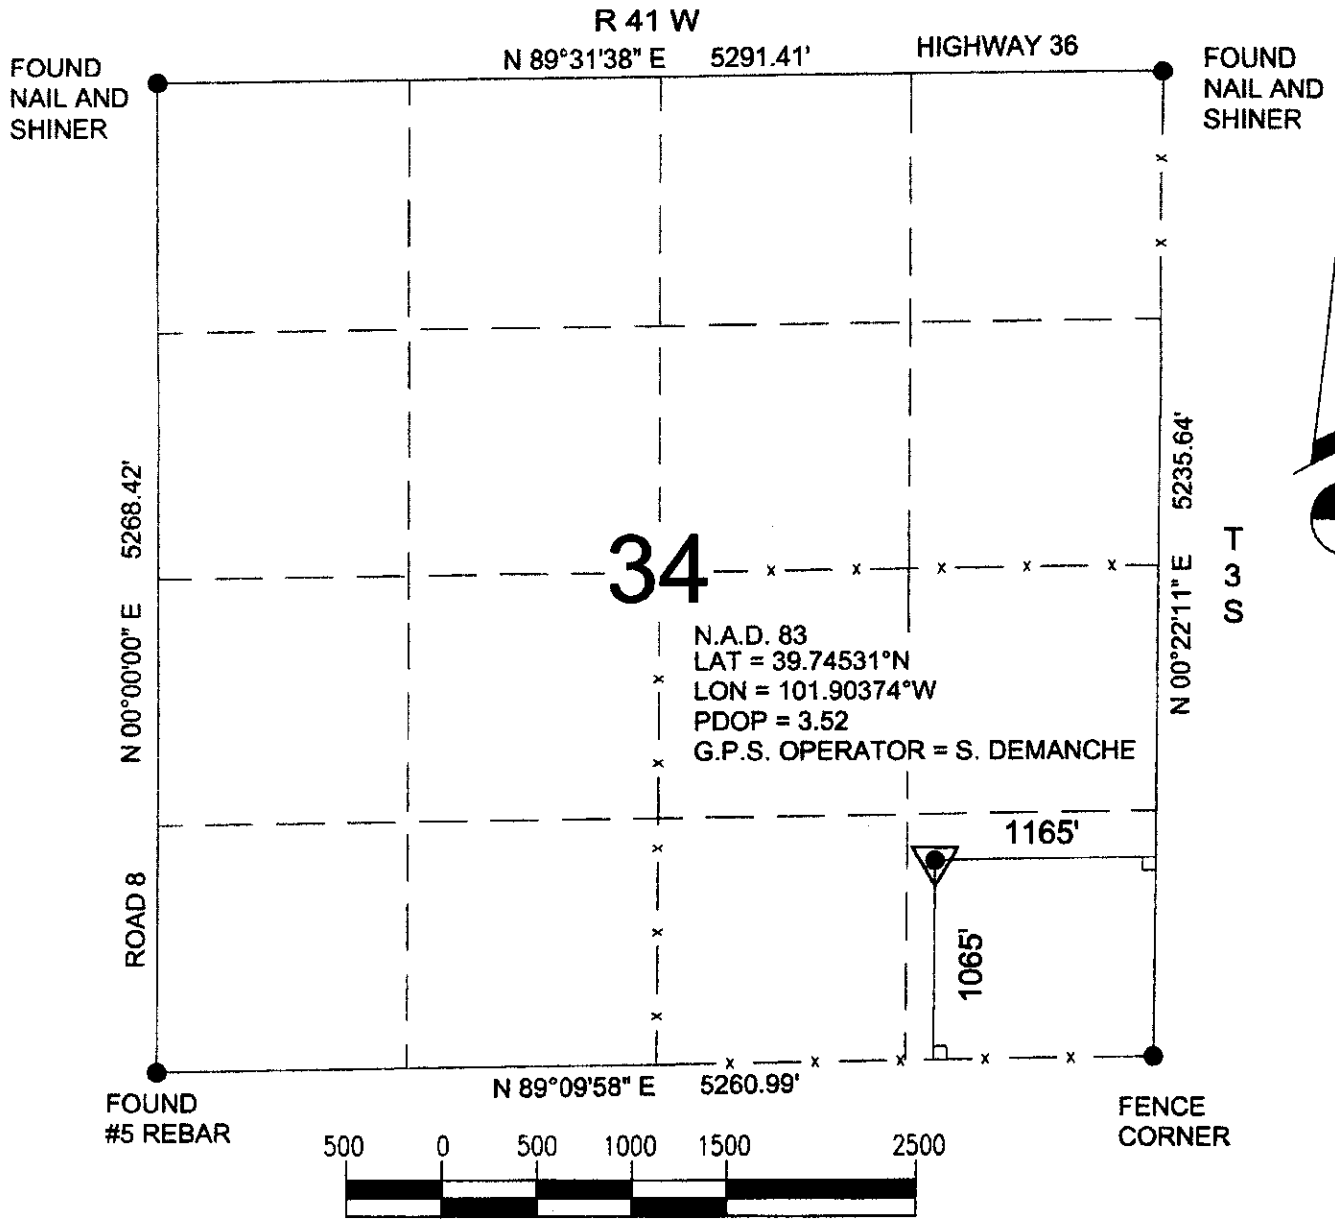 R 41 W
N 89°31'38" E 5291.41'
HIGHWAY 36
FOUND
NAIL AND
SHINER
FOUND
NAIL AND
SHINER
N 00°00'00" E 5268.42'
ROAD 8
34
N.A.D. 83
LAT = 39.74531°N
LON = 101.90374°W
PDOP = 3.52
G.P.S. OPERATOR = S. DEMANCHE
N 00°22'11" E 5235.64'
T
3
S
1165'
1065'
N 89°09'58" E 5260.99'
FOUND
#5 REBAR
FENCE
CORNER
500 0 500 1000 1500 2500